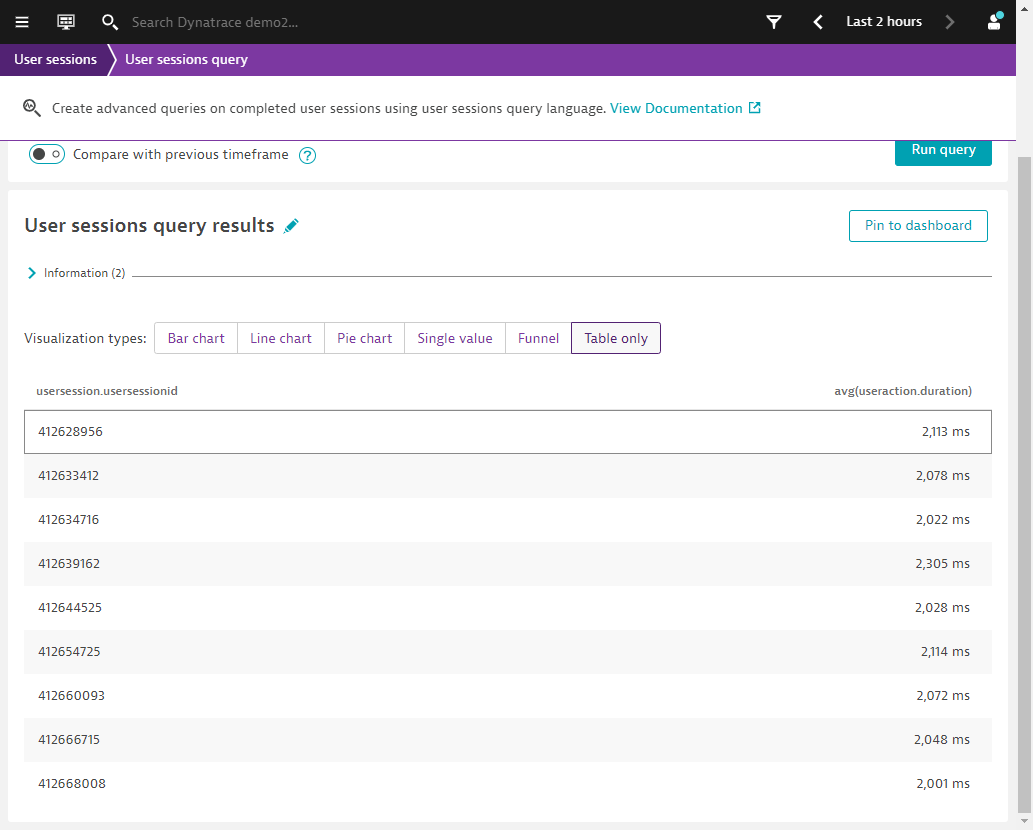 Search Dynatrace demo2... Last 2 hours
User sessions User sessions query
Create advanced queries on completed user sessions using user sessions query language. View Documentation
Compare with previous timeframe ? Run query
User sessions query results Pin to dashboard
Information (2)
Visualization types: Bar chart Line chart Pie chart Single value Funnel Table only
usersession.usersessionid avg(useraction.duration)
412628956 2,113 ms
412633412 2,078 ms
412634716 2,022 ms
412639162 2,305 ms
412644525 2,028 ms
412654725 2,114 ms
412660093 2,072 ms
412666715 2,048 ms
412668008 2,001 ms